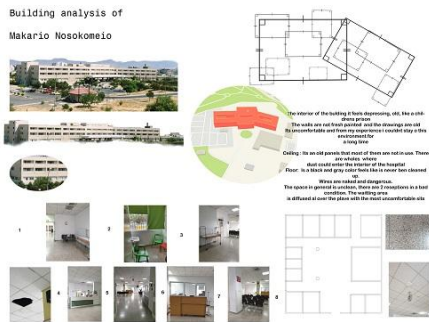 Building analysis of
Makario Nosokomeio
The interior of the building it feels depressing, old, like a chil-
drens prison
The walls are not fresh painted and the drawings are old
Its uncomfortable and from my experience I couldnt stay o this
environment for
a long time
Ceiling : Its an old panels that most of them are not in use. There
are wholes where
dust could enter the interior of the hospital
Floor: Is a black and gray color feels like is never ben cleaned
up.
Wires are naked and dangerous.
The space in general is unclean, there are 2 receptions in a bad
condition. The waiting area
is diffused al over the place with the most uncomfortable sits
1
2
3
4
5
6
7
8